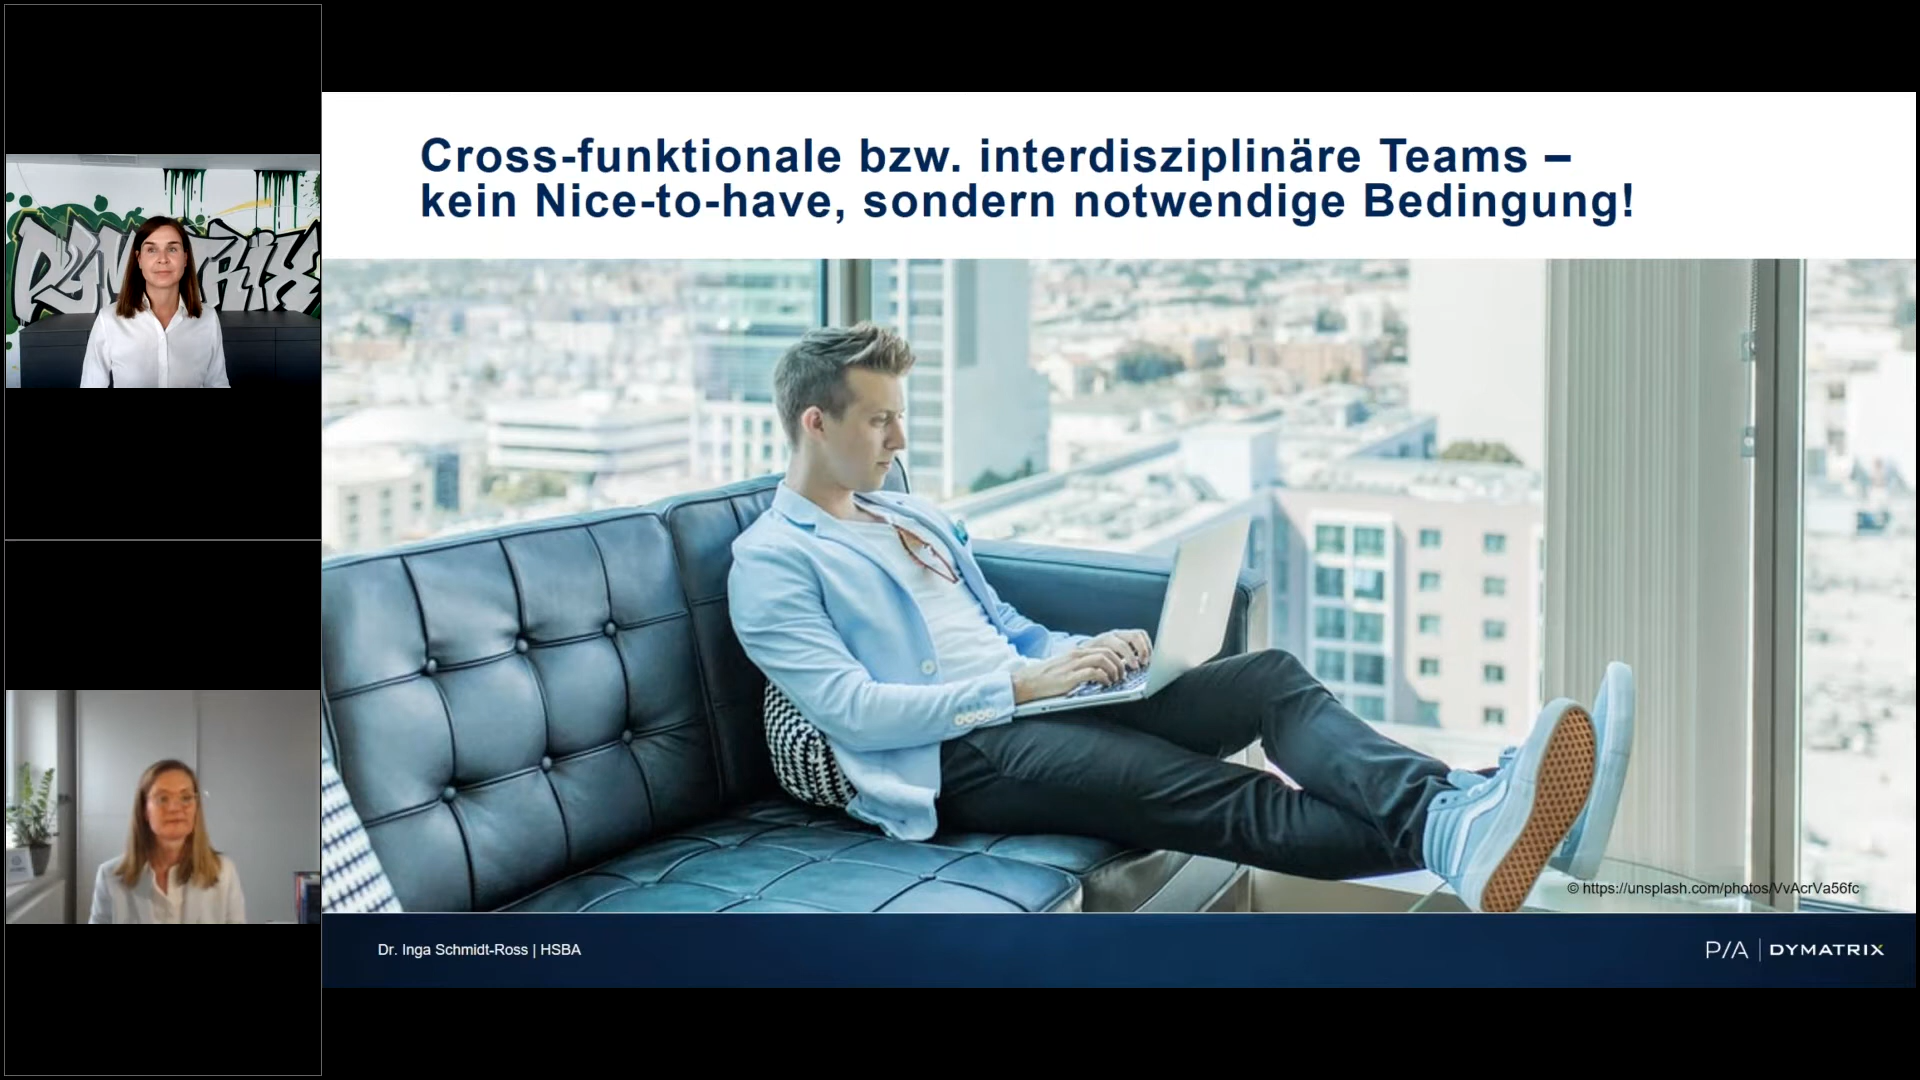 DYMATRIX
Cross-funktionale bzw. interdisziplinäre Teams –
kein Nice-to-have, sondern notwendige Bedingung!
© https://unsplash.com/photos/VvAcrVa56fc
Dr. Inga Schmidt-Ross | HSBA
P/A | DYMATRIX